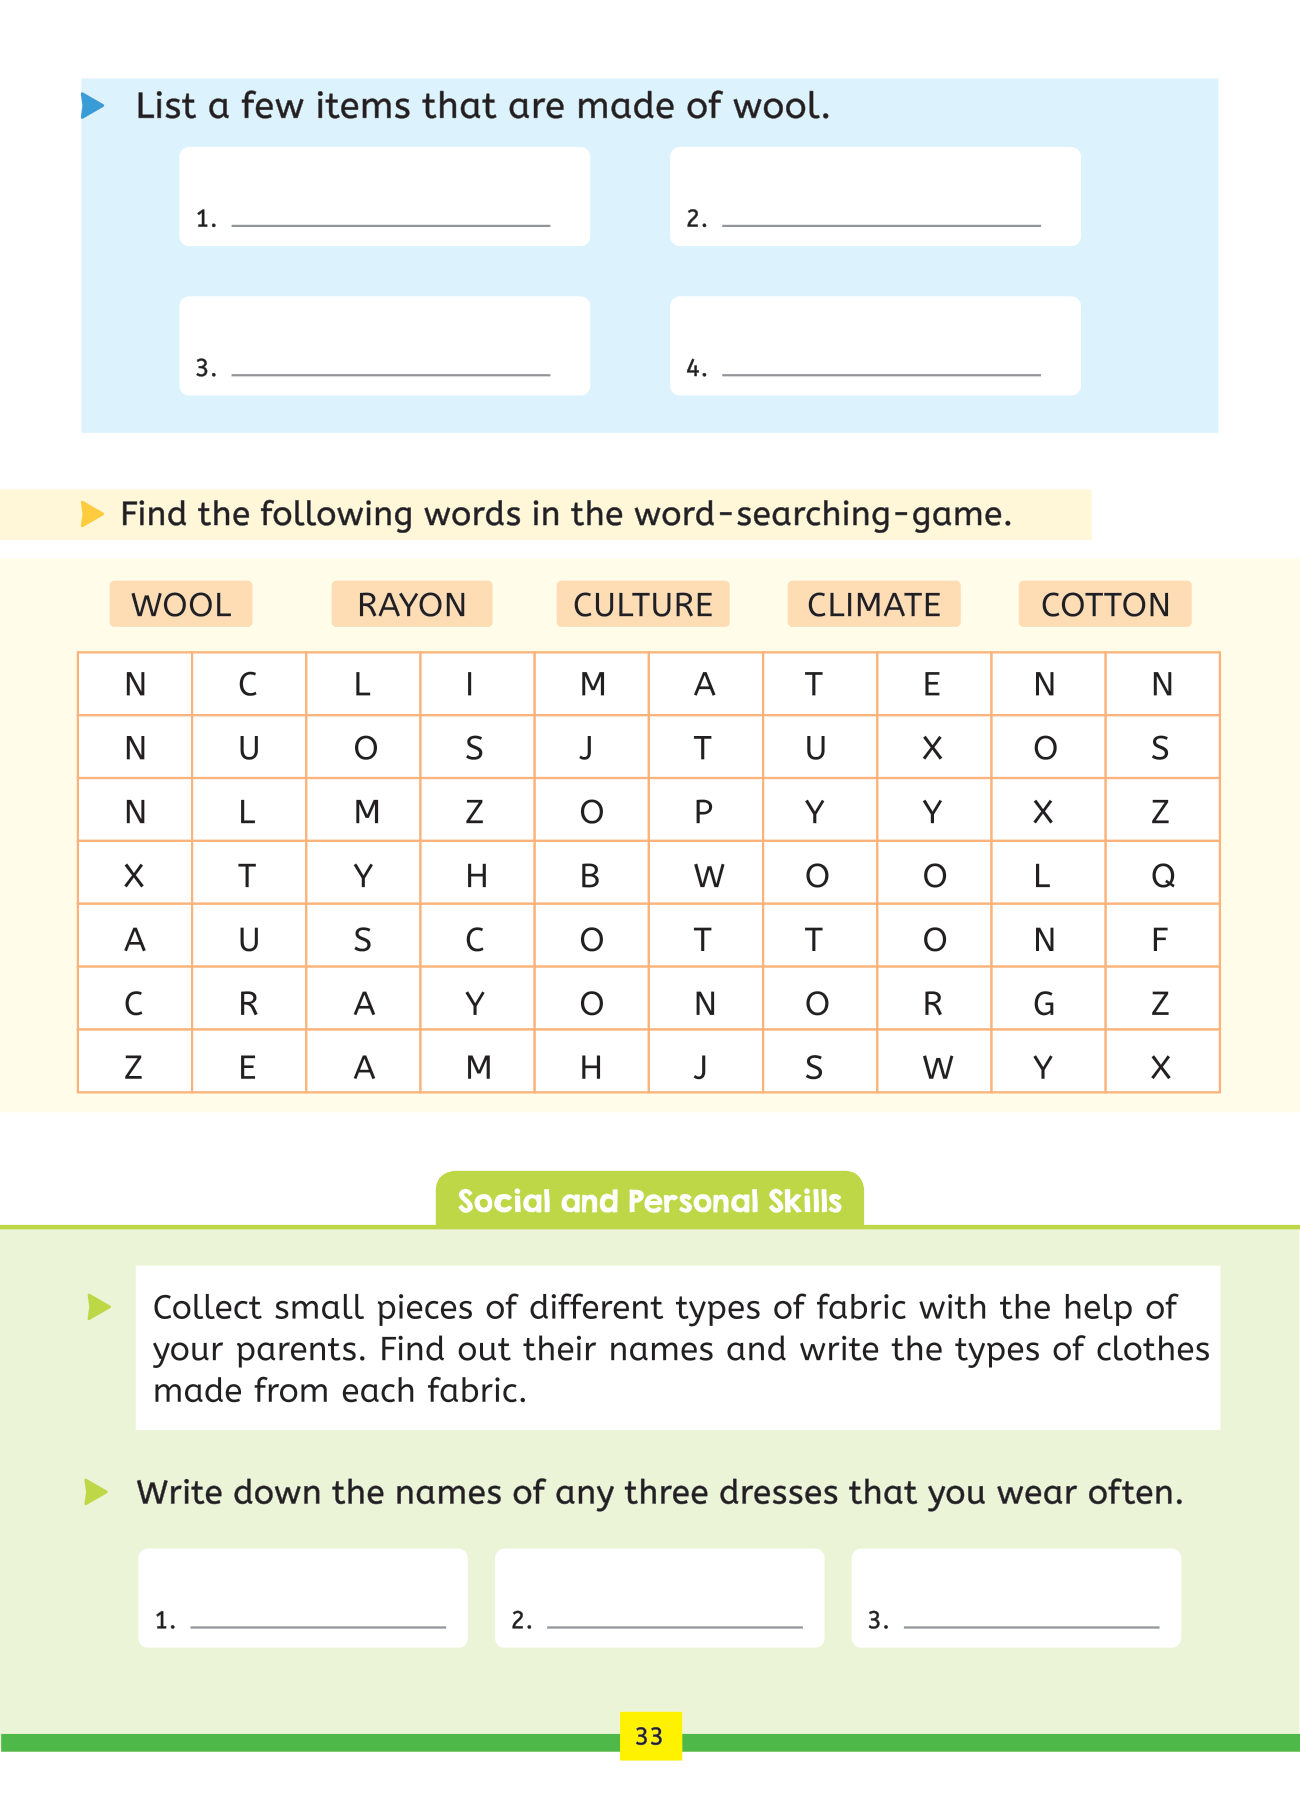 List a few items that are made of wool.
1. 2.
3. 4.
Find the following words in the word-searching-game.
WOOL RAYON CULTURE CLIMATE COTTON
N C L I M A T E N N
N U O S J T U X O S
N L M Z O P Y Y X Z
X T Y H B W O O L Q
A U S C O T T O N F
C R A Y O N O R G Z
Z E A M H J S W Y X
Social and Personal Skills
Collect small pieces of different types of fabric with the help of
your parents. Find out their names and write the types of clothes
made from each fabric.
Write down the names of any three dresses that you wear often.
1. 2. 3.
33